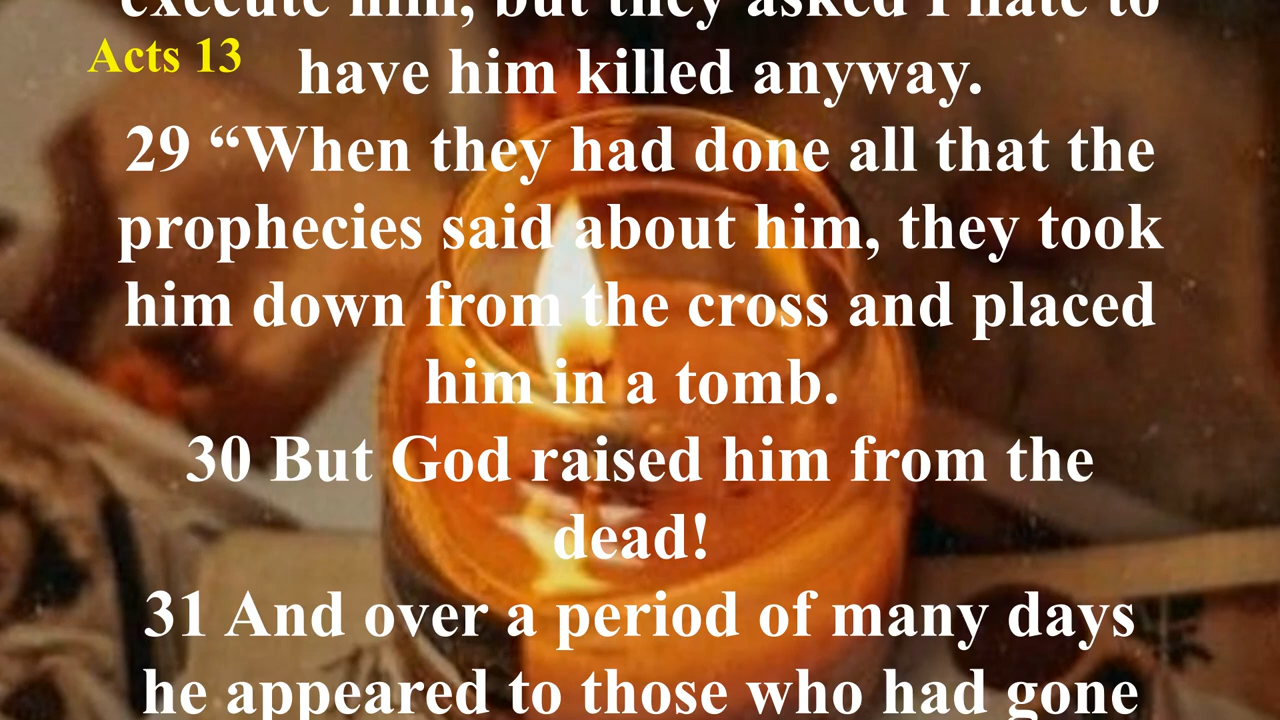 execute him, but they asked Pilate to
Acts 13
have him killed anyway.
29 “When they had done all that the
prophecies said about him, they took
him down from the cross and placed
him in a tomb.
30 But God raised him from the
dead!
31 And over a period of many days
he appeared to those who had gone